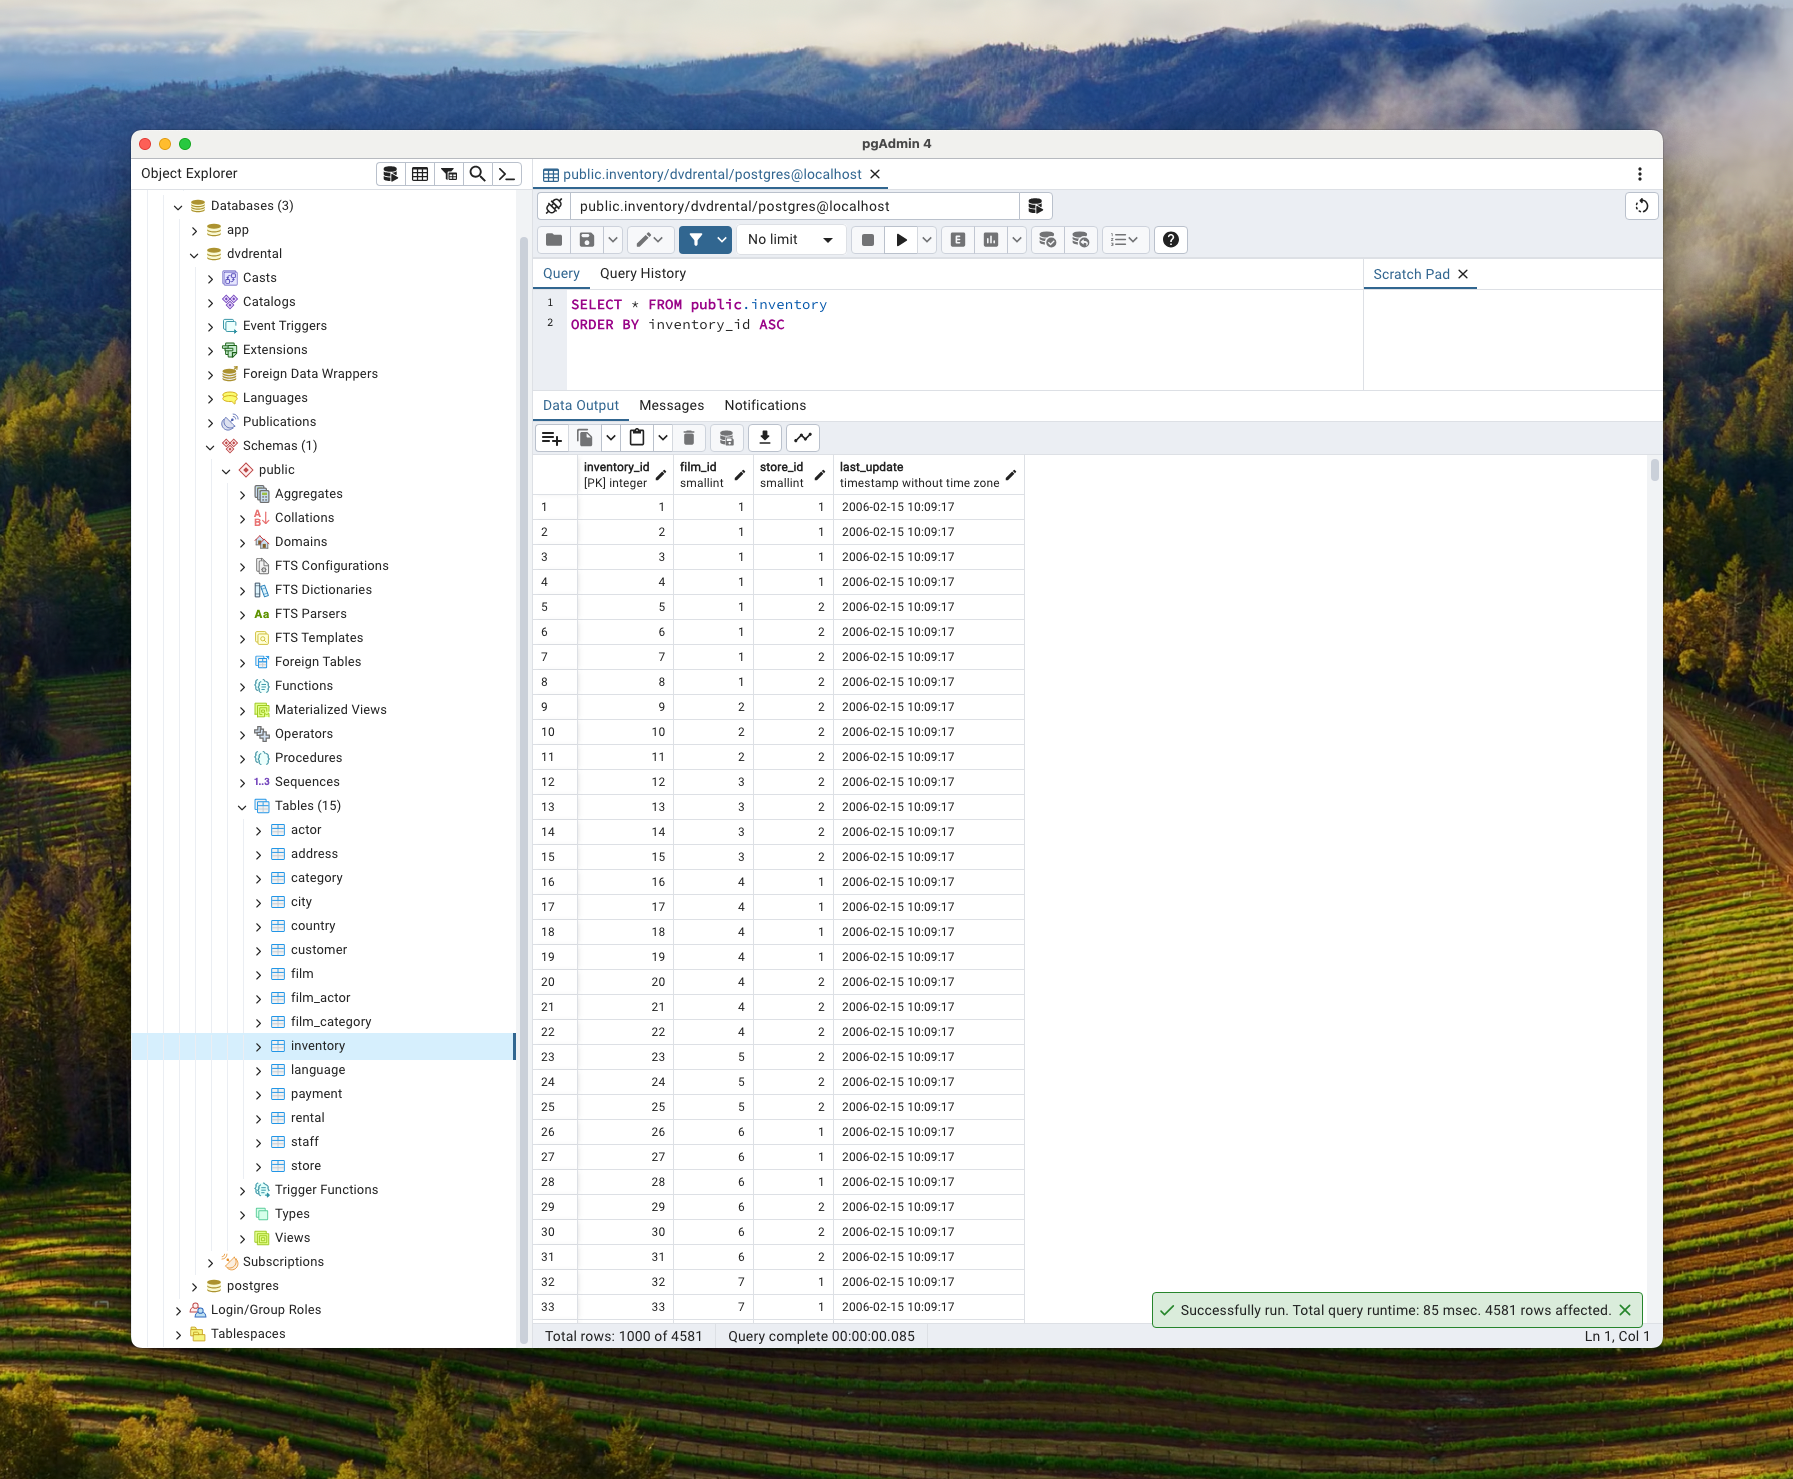 pgAdmin 4
Object Explorer
Databases (3)
app
dvdrental
Casts
Catalogs
Event Triggers
Extensions
Foreign Data Wrappers
Languages
Publications
Schemas (1)
public
Aggregates
Collations
Domains
FTS Configurations
FTS Dictionaries
Aa FTS Parsers
FTS Templates
Foreign Tables
Functions
Materialized Views
Operators
Procedures
1..3 Sequences
Tables (15)
actor
address
category
city
country
customer
film
film_actor
film_category
inventory
language
payment
rental
staff
store
Trigger Functions
Types
Views
Subscriptions
postgres
Login/Group Roles
Tablespaces
public.inventory/dvdrental/postgres@localhost
public.inventory/dvdrental/postgres@localhost
No limit
E
Query Query History
Scratch Pad
1 SELECT * FROM public.inventory
2 ORDER BY inventory_id ASC
Data Output Messages Notifications
inventory_id film_id store_id last_update
[PK] integer smallint smallint timestamp without time zone
1 1 1 1 2006-02-15 10:09:17
2 2 1 1 2006-02-15 10:09:17
3 3 1 1 2006-02-15 10:09:17
4 4 1 1 2006-02-15 10:09:17
5 5 1 2 2006-02-15 10:09:17
6 6 1 2 2006-02-15 10:09:17
7 7 1 2 2006-02-15 10:09:17
8 8 1 2 2006-02-15 10:09:17
9 9 2 2 2006-02-15 10:09:17
10 10 2 2 2006-02-15 10:09:17
11 11 2 2 2006-02-15 10:09:17
12 12 3 2 2006-02-15 10:09:17
13 13 3 2 2006-02-15 10:09:17
14 14 3 2 2006-02-15 10:09:17
15 15 3 2 2006-02-15 10:09:17
16 16 4 1 2006-02-15 10:09:17
17 17 4 1 2006-02-15 10:09:17
18 18 4 1 2006-02-15 10:09:17
19 19 4 1 2006-02-15 10:09:17
20 20 4 2 2006-02-15 10:09:17
21 21 4 2 2006-02-15 10:09:17
22 22 4 2 2006-02-15 10:09:17
23 23 5 2 2006-02-15 10:09:17
24 24 5 2 2006-02-15 10:09:17
25 25 5 2 2006-02-15 10:09:17
26 26 6 1 2006-02-15 10:09:17
27 27 6 1 2006-02-15 10:09:17
28 28 6 1 2006-02-15 10:09:17
29 29 6 2 2006-02-15 10:09:17
30 30 6 2 2006-02-15 10:09:17
31 31 6 2 2006-02-15 10:09:17
32 32 7 1 2006-02-15 10:09:17
33 33 7 1 2006-02-15 10:09:17
Successfully run. Total query runtime: 85 msec. 4581 rows affected.
Total rows: 1000 of 4581 Query complete 00:00:00.085
Ln 1, Col 1